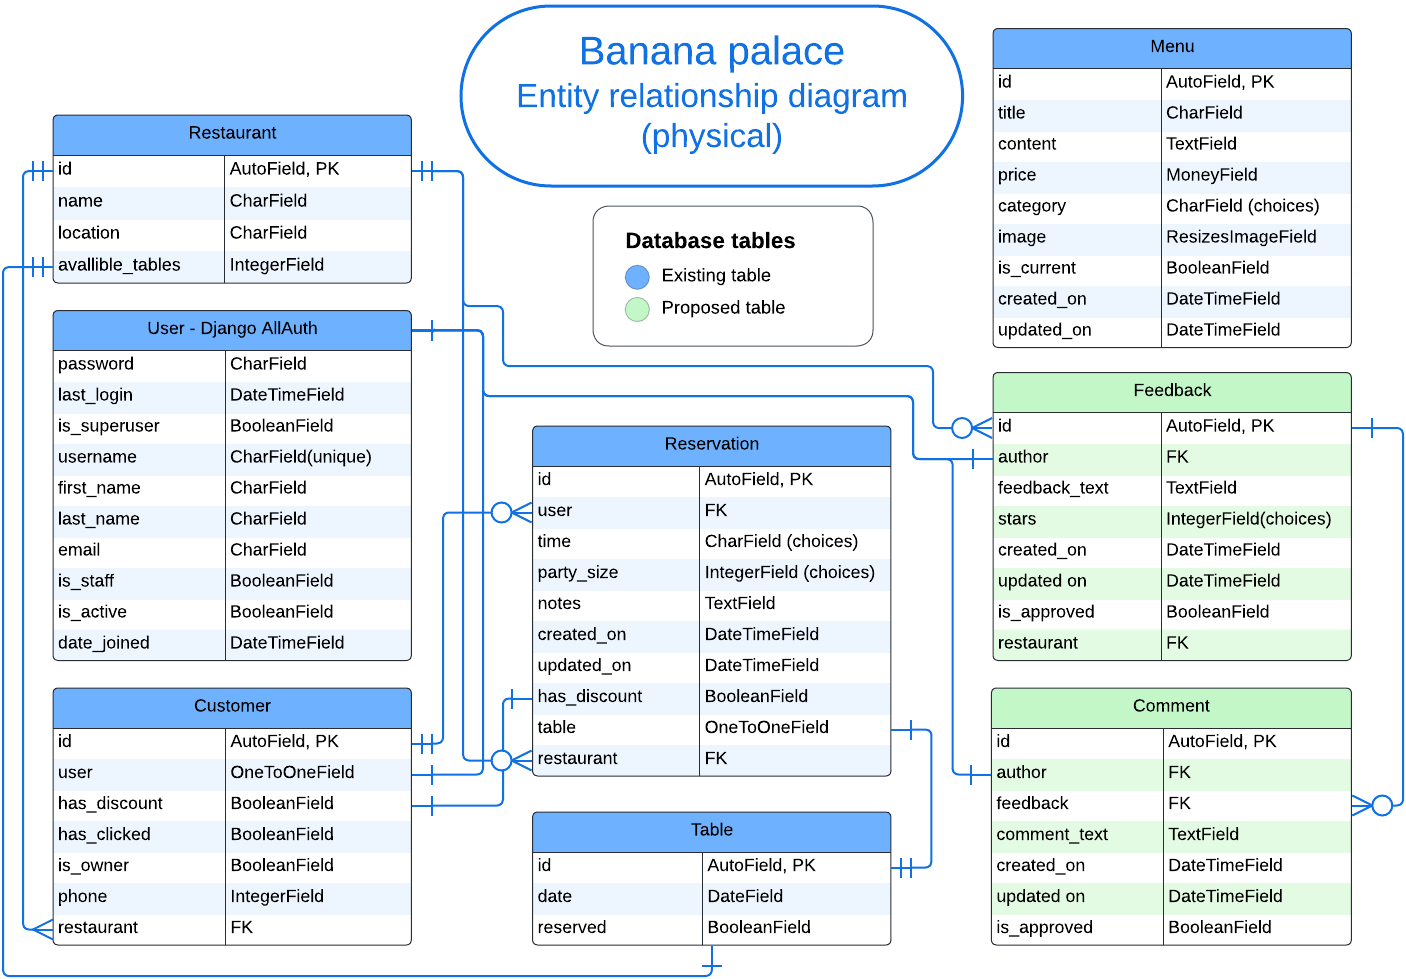 Banana palace
Entity relationship diagram
(physical)
Database tables
Existing table
Proposed table
Restaurant
id AutoField, PK
name CharField
location CharField
avallible_tables IntegerField
User - Django AllAuth
password CharField
last_login DateTimeField
is_superuser BooleanField
username CharField(unique)
first_name CharField
last_name CharField
email CharField
is_staff BooleanField
is_active BooleanField
date_joined DateTimeField
Customer
id AutoField, PK
user OneToOneField
has_discount BooleanField
has_clicked BooleanField
is_owner BooleanField
phone IntegerField
restaurant FK
Reservation
id AutoField, PK
user FK
time CharField (choices)
party_size IntegerField (choices)
notes TextField
created_on DateTimeField
updated_on DateTimeField
has_discount BooleanField
table OneToOneField
restaurant FK
Table
id AutoField, PK
date DateField
reserved BooleanField
Menu
id AutoField, PK
title CharField
content TextField
price MoneyField
category CharField (choices)
image ResizesImageField
is_current BooleanField
created_on DateTimeField
updated_on DateTimeField
Feedback
id AutoField, PK
author FK
feedback_text TextField
stars IntegerField(choices)
created_on DateTimeField
updated on DateTimeField
is_approved BooleanField
restaurant FK
Comment
id AutoField, PK
author FK
feedback FK
comment_text TextField
created_on DateTimeField
updated on DateTimeField
is_approved BooleanField